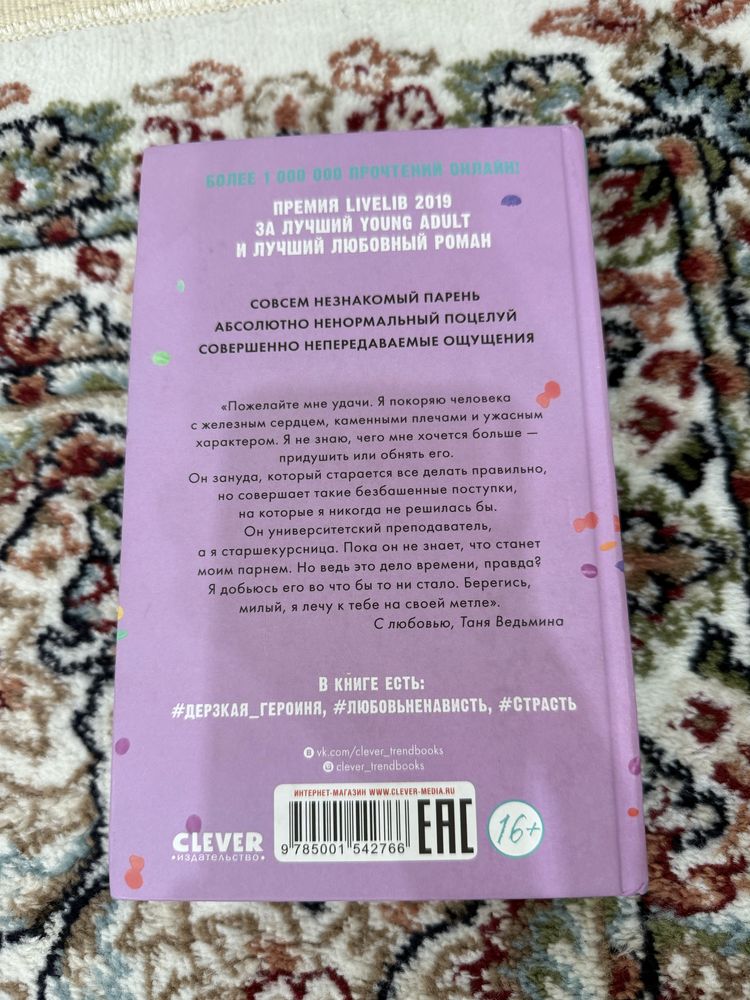 БОЛЕЕ 1 000 000 ПРОЧТЕНИЙ ОНЛАЙН!
ПРЕМИЯ LIVELIB 2019
ЗА ЛУЧШИЙ YOUNG ADULT
И ЛУЧШИЙ ЛЮБОВНЫЙ РОМАН
СОВСЕМ НЕЗНАКОМЫЙ ПАРЕНЬ
АБСОЛЮТНО НЕНОРМАЛЬНЫЙ ПОЦЕЛУЙ
СОВЕРШЕННО НЕПЕРЕДАВАЕМЫЕ ОЩУЩЕНИЯ
«Пожелайте мне удачи. Я покоряю человека
с железным сердцем, каменными плечами и ужасным
характером. Я не знаю, чего мне хочется больше —
придушить или обнять его.
Он зануда, который старается все делать правильно,
но совершает такие безбашенные поступки,
на которые я никогда не решилась бы.
Он университетский преподаватель,
а я старшекурсница. Пока он не знает, что станет
моим парнем. Но ведь это дело времени, правда?
Я добьюсь его во что бы то ни стало. Берегись,
милый, я лечу к тебе на своей метле».
С любовью, Таня Ведьмина
В КНИГЕ ЕСТЬ:
#ДЕРЗКАЯ_ГЕРОИНЯ, #ЛЮБОВЬНЕНАВИСТЬ, #СТРАСТЬ
vk.com/clever_trendbooks
clever_trendbooks
ИНТЕРНЕТ-МАГАЗИН WWW.CLEVER-MEDIA.RU
CLEVER
•ИЗДАТЕЛЬСТВО•
9 785001 542766
EAC
16+